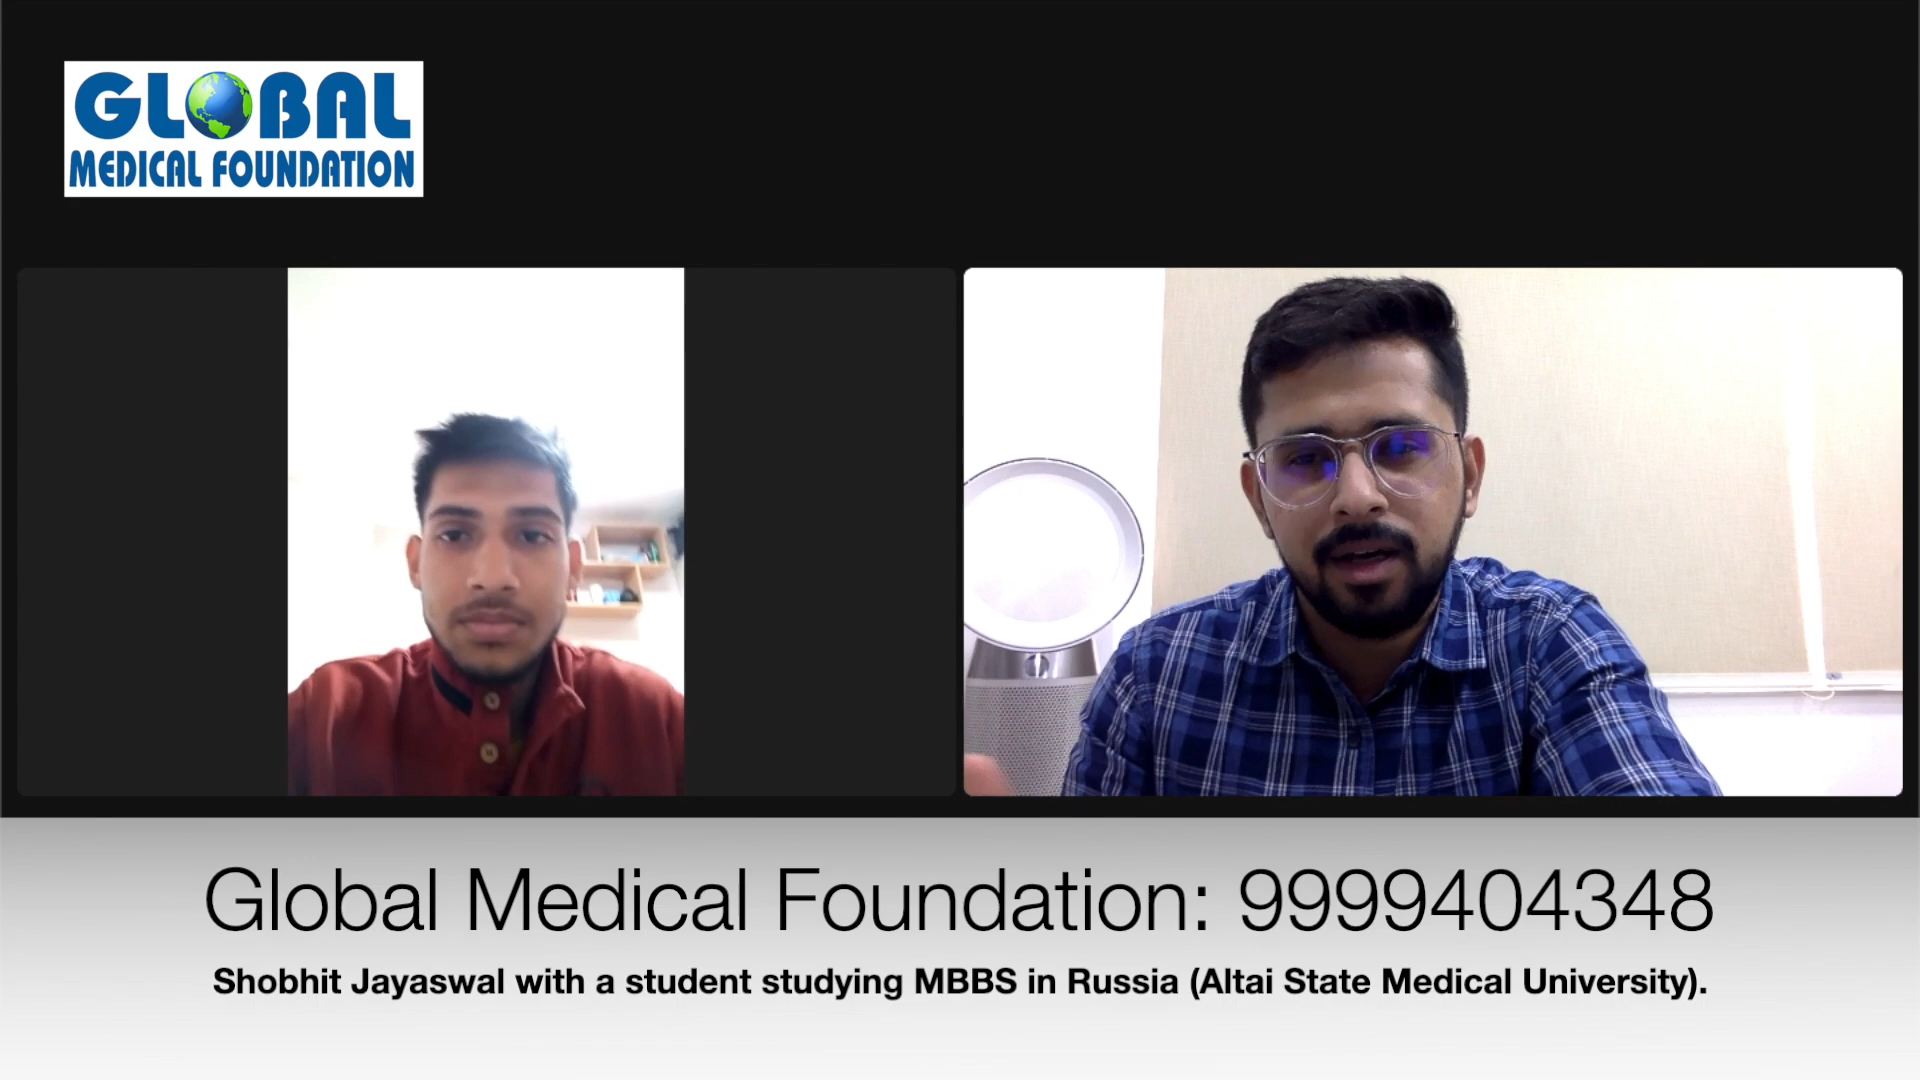 GLOBAL
MEDICAL FOUNDATION
Global Medical Foundation: 9999404348
Shobhit Jayaswal with a student studying MBBS in Russia (Altai State Medical University).